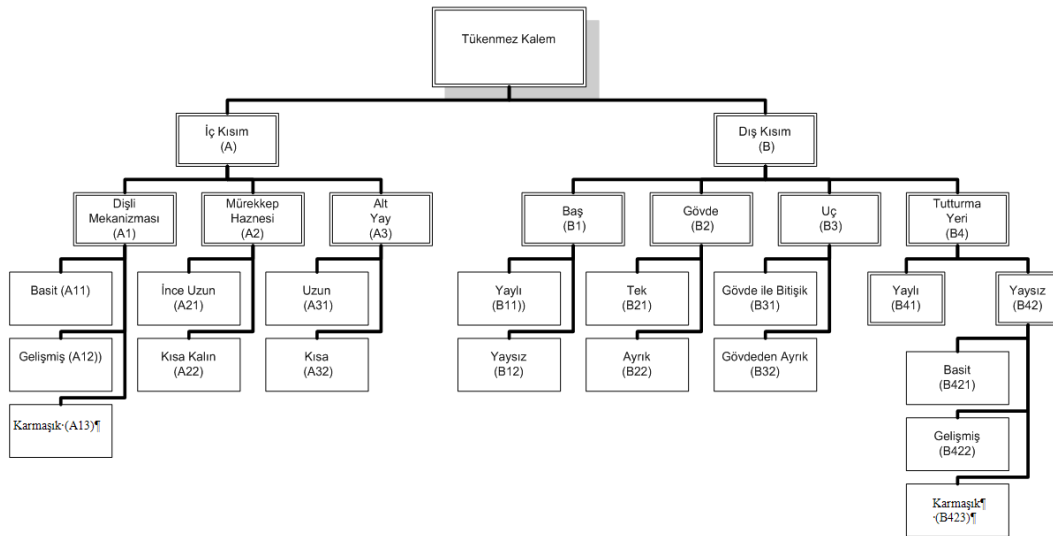 Tükenmez Kalem
İç Kısım
(A)
Dış Kısım
(B)
Dişli
Mekanizması
(A1)
Mürekkep
Haznesi
(A2)
Alt
Yay
(A3)
Baş
(B1)
Gövde
(B2)
Uç
(B3)
Tutturma
Yeri
(B4)
Basit (A11)
İnce Uzun
(A21)
Uzun
(A31)
Yaylı
(B11))
Tek
(B21)
Gövde ile Bitişik
(B31)
Yaylı
(B41)
Yaysız
(B42)
Gelişmiş (A12))
Kısa Kalın
(A22)
Kısa
(A32)
Yaysız
(B12)
Ayrık
(B22)
Gövdeden Ayrık
(B32)
Basit
(B421)
Karmaşık·(A13)¶
Gelişmiş
(B422)
Karmaşık¶
·(B423)¶